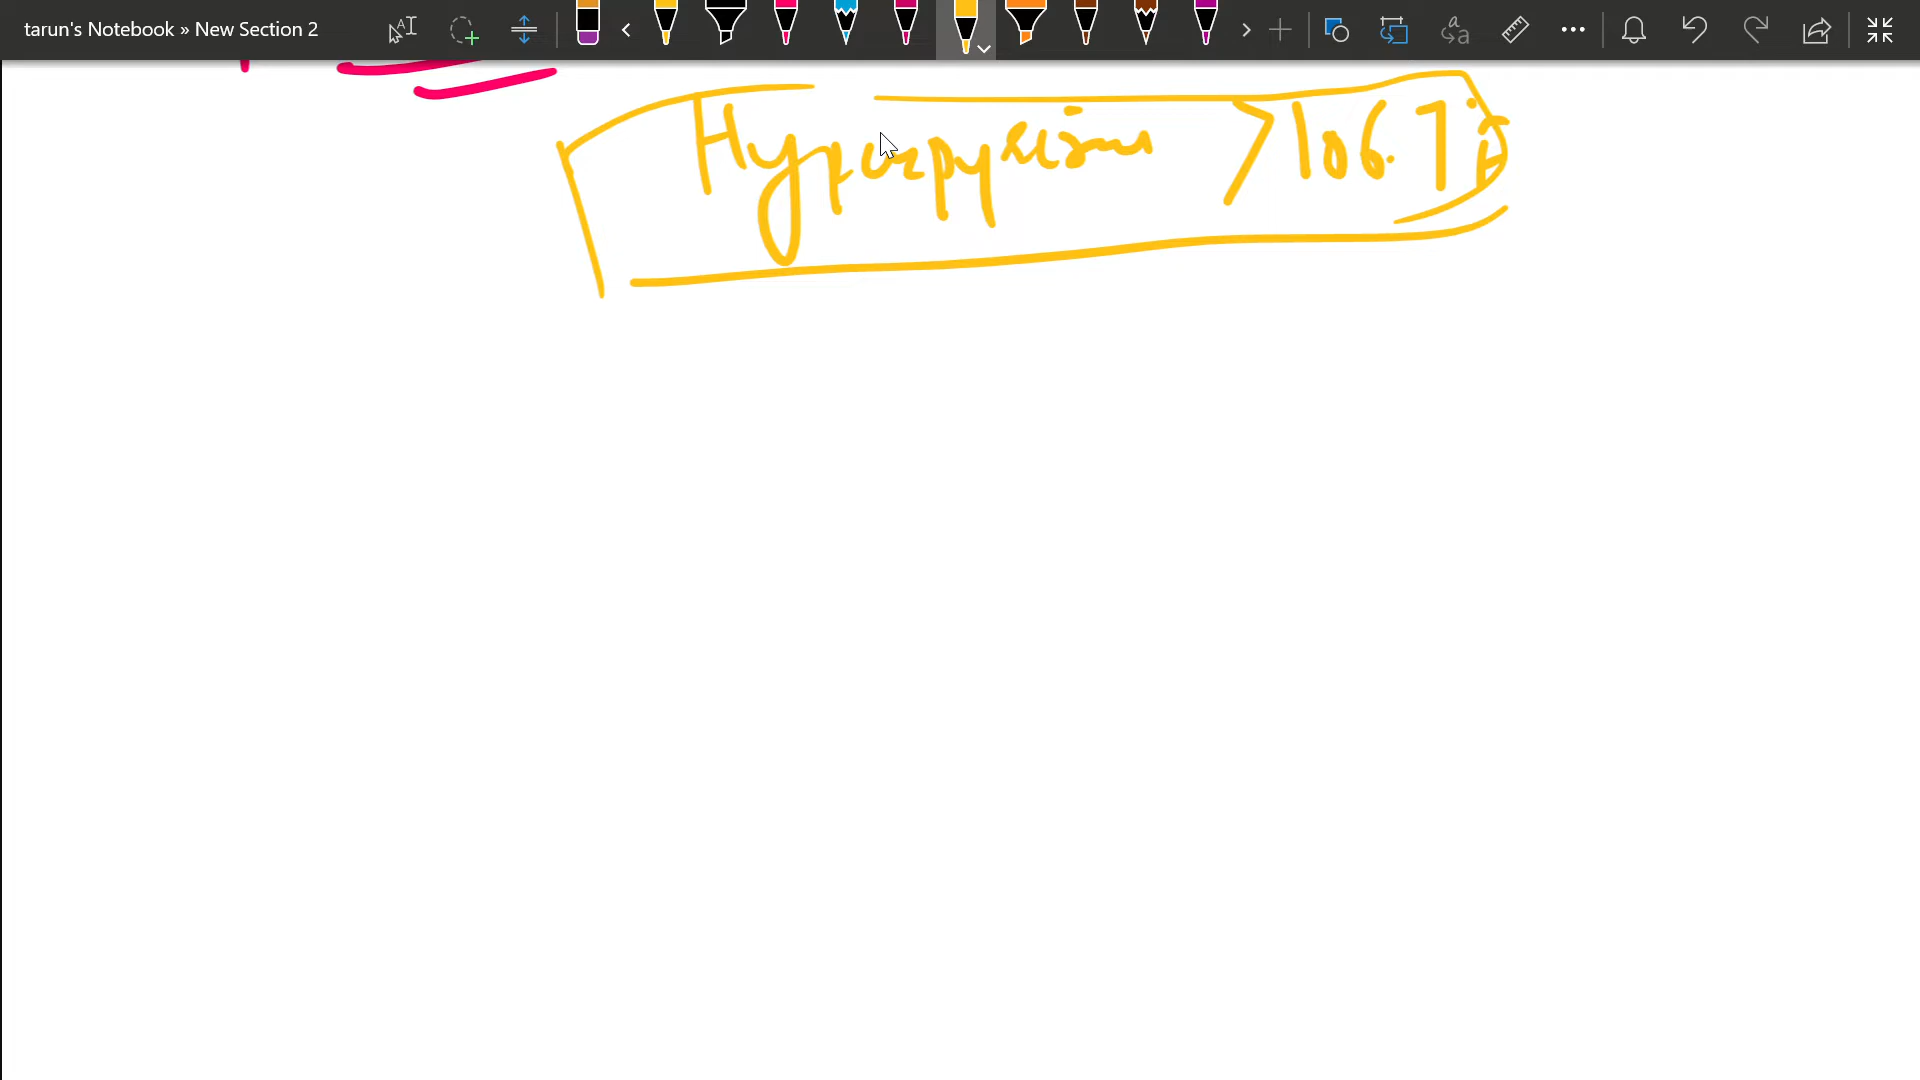 tarun's Notebook » New Section 2
Hyperpyrexia > 106.7°F